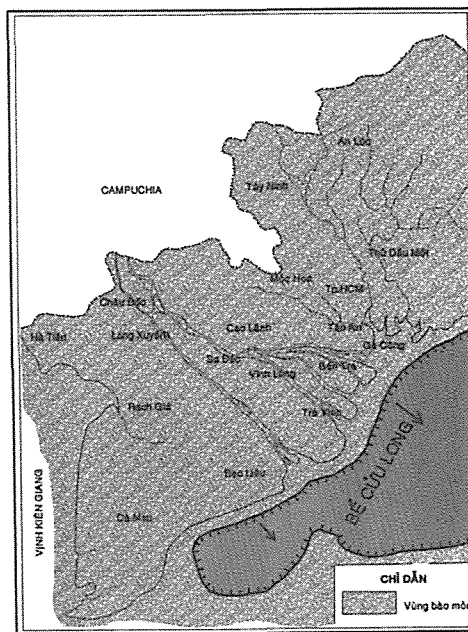 An Lộc
Tây Ninh
CAMPUCHIA
Thủ Dầu Một
Mộc Hoá
Tp.HCM
Châu Đốc
Cao Lãnh
Tân An
Hà Tiên
Long Xuyên
Gò Công
Sa Đéc
Bến Tre
Vĩnh Long
Rạch Giá
Trà Vinh
BỂ CỬU LONG
Bạc Liêu
VỊNH KIÊN GIANG
Cà Mau
CHỈ DẪN
Vùng bào mòn